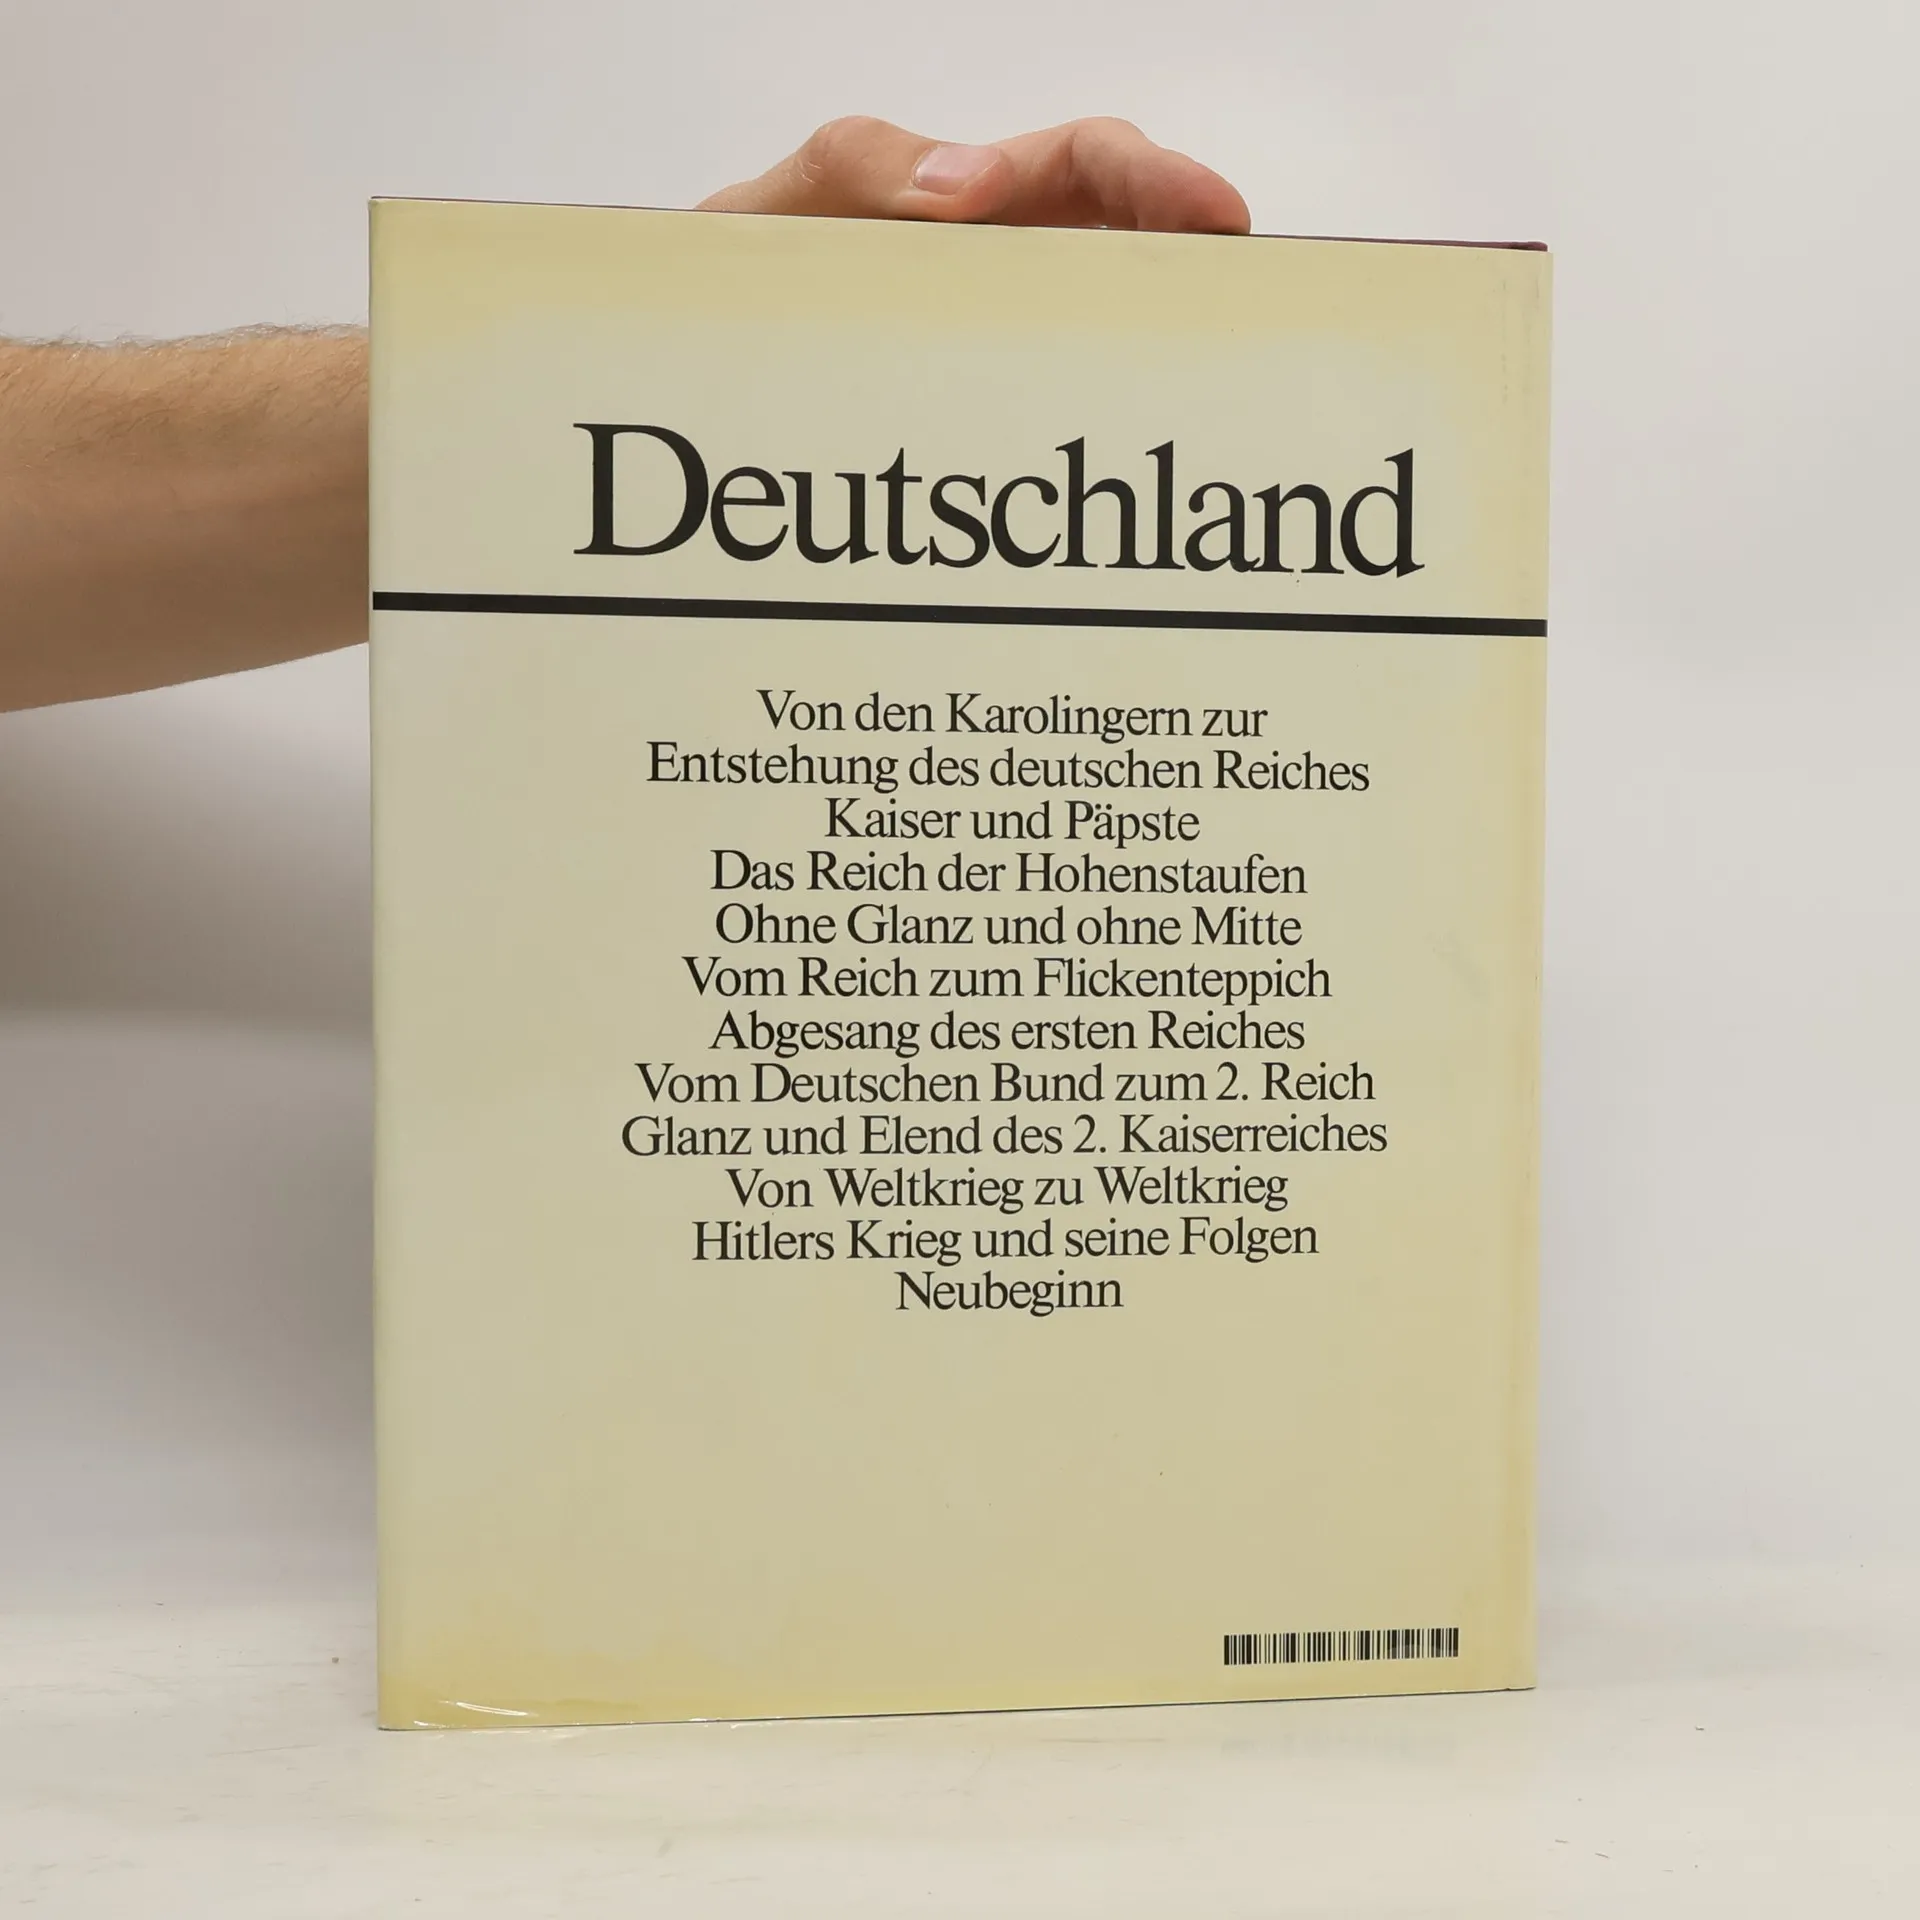 Deutschland
Von den Karolingern zur
Entstehung des deutschen Reiches
Kaiser und Päpste
Das Reich der Hohenstaufen
Ohne Glanz und ohne Mitte
Vom Reich zum Flickenteppich
Abgesang des ersten Reiches
Vom Deutschen Bund zum 2. Reich
Glanz und Elend des 2. Kaiserreiches
Von Weltkrieg zu Weltkrieg
Hitlers Krieg und seine Folgen
Neubeginn